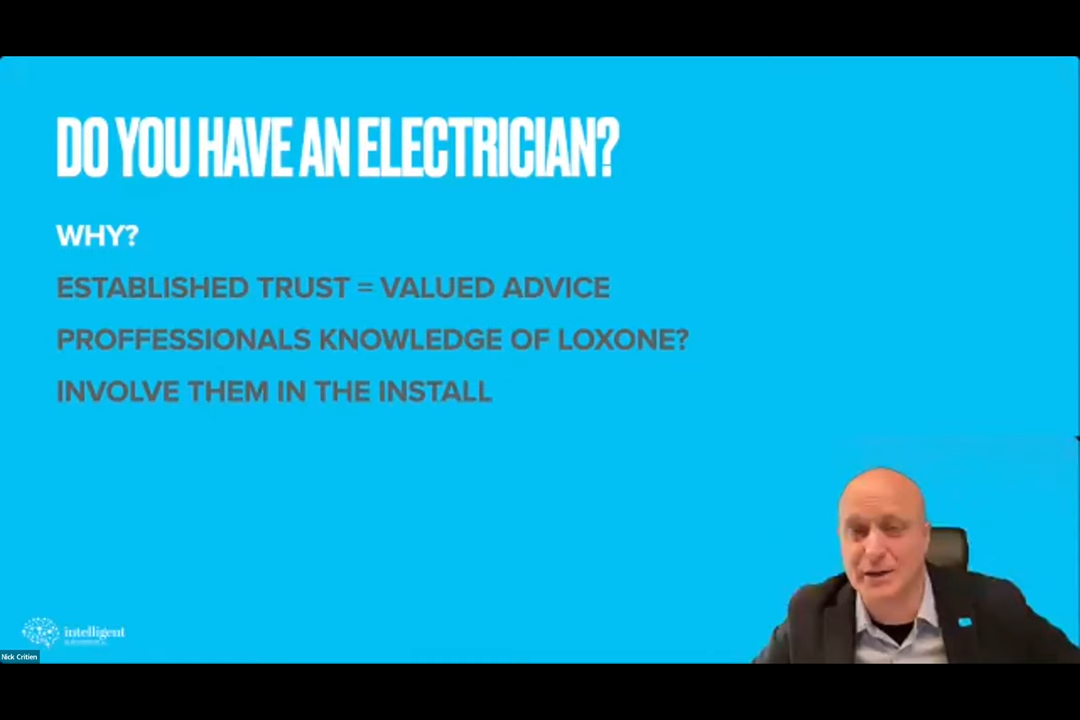 DO YOU HAVE AN ELECTRICIAN?
WHY?
ESTABLISHED TRUST = VALUED ADVICE
PROFFESSIONALS KNOWLEDGE OF LOXONE?
INVOLVE THEM IN THE INSTALL
intelligent
Nick Critien